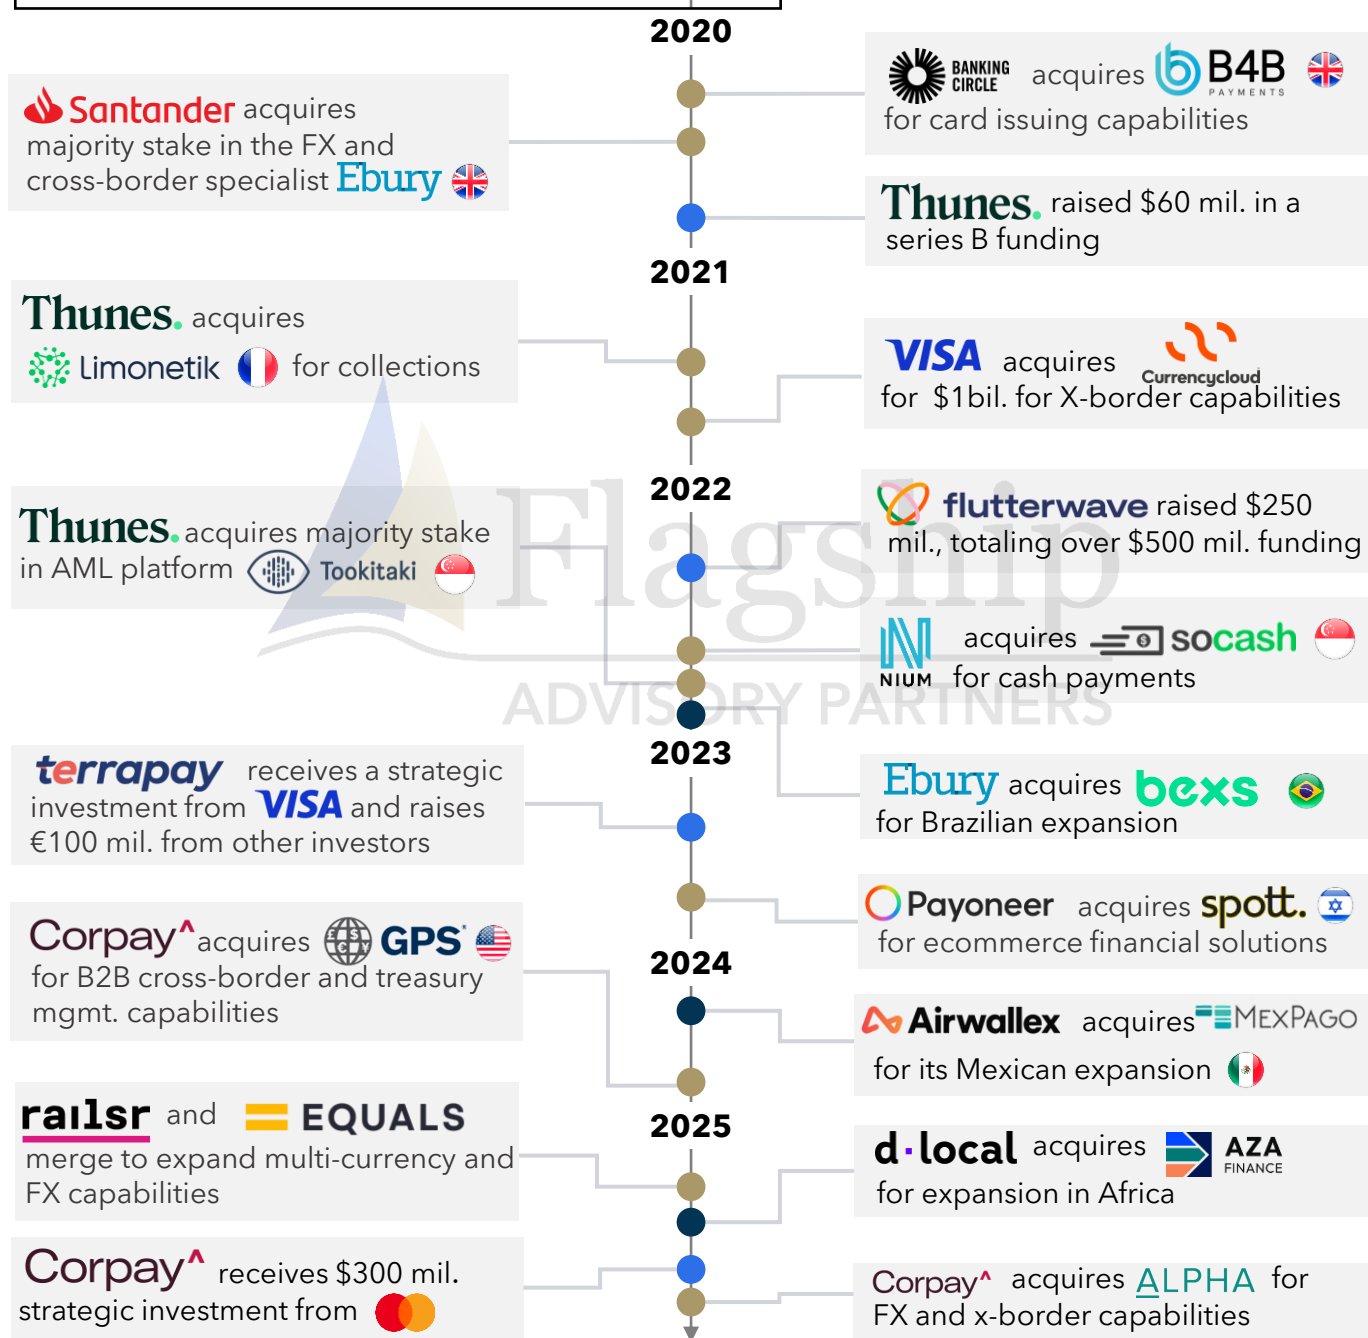 2020
BANKING CIRCLE acquires B4B PAYMENTS
for card issuing capabilities
Santander acquires
majority stake in the FX and
cross-border specialist Ebury
Thunes. raised $60 mil. in a
series B funding
2021
Thunes. acquires
Limonetik for collections
VISA acquires Currencycloud
for $1bil. for X-border capabilities
2022
flutterwave raised $250
mil., totaling over $500 mil. funding
Thunes. acquires majority stake
in AML platform Tookitaki
Flagship
ADVISORY PARTNERS
NIUM acquires socash
for cash payments
2023
terrapay receives a strategic
investment from VISA and raises
€100 mil. from other investors
Ebury acquires bexs
for Brazilian expansion
Payoneer acquires spott.
for ecommerce financial solutions
Corpay^ acquires GPS
for B2B cross-border and treasury
mgmt. capabilities
2024
Airwallex acquires MEXPAGO
for its Mexican expansion
2025
railsr and EQUALS
merge to expand multi-currency and
FX capabilities
d·local acquires AZA FINANCE
for expansion in Africa
Corpay^ receives $300 mil.
strategic investment from
Corpay^ acquires ALPHA for
FX and x-border capabilities